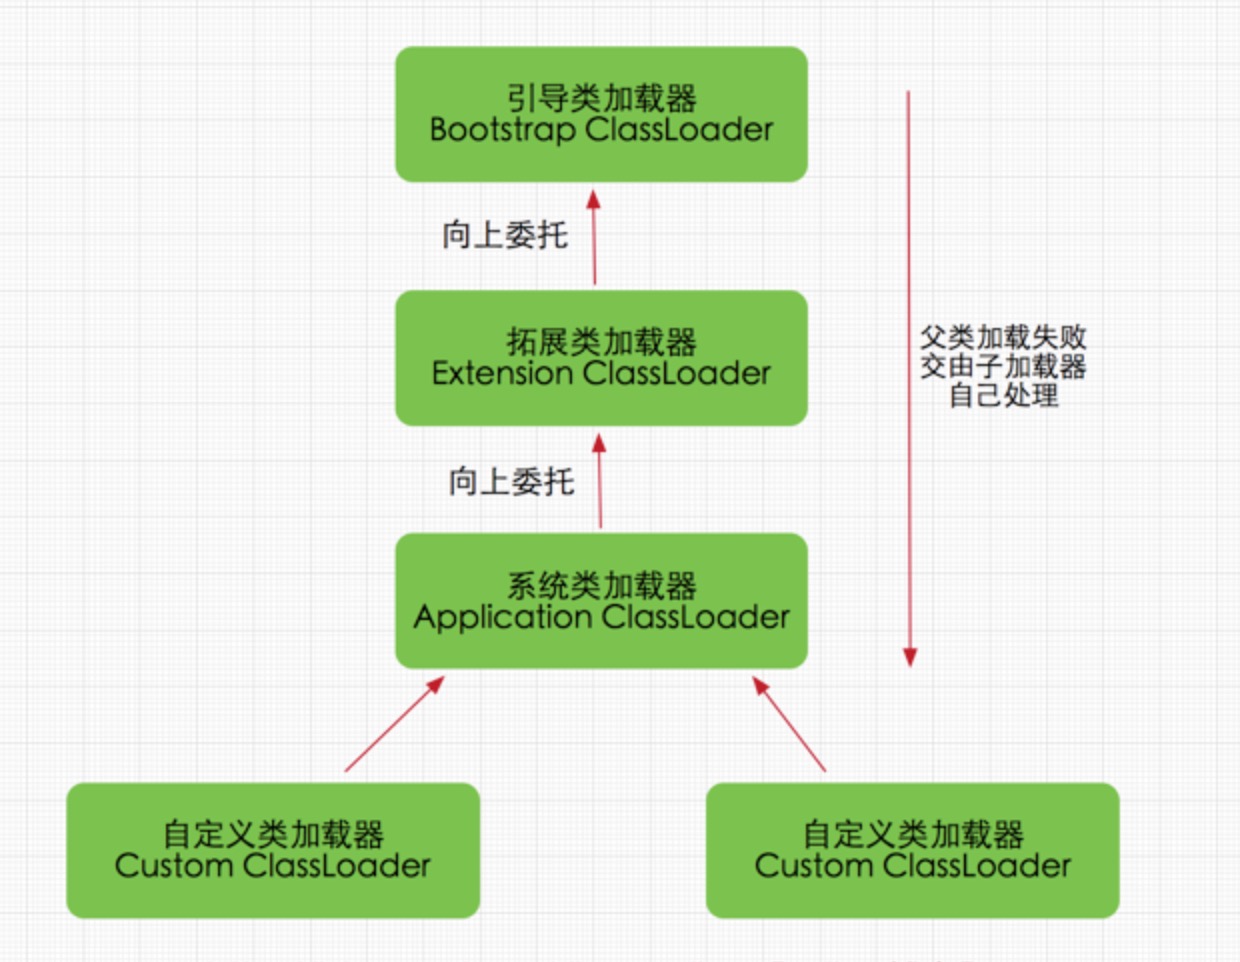 引导类加载器
Bootstrap ClassLoader
向上委托
拓展类加载器
Extension ClassLoader
父类加载失败
交由子加载器
自己处理
向上委托
系统类加载器
Application ClassLoader
自定义类加载器
Custom ClassLoader
自定义类加载器
Custom ClassLoader